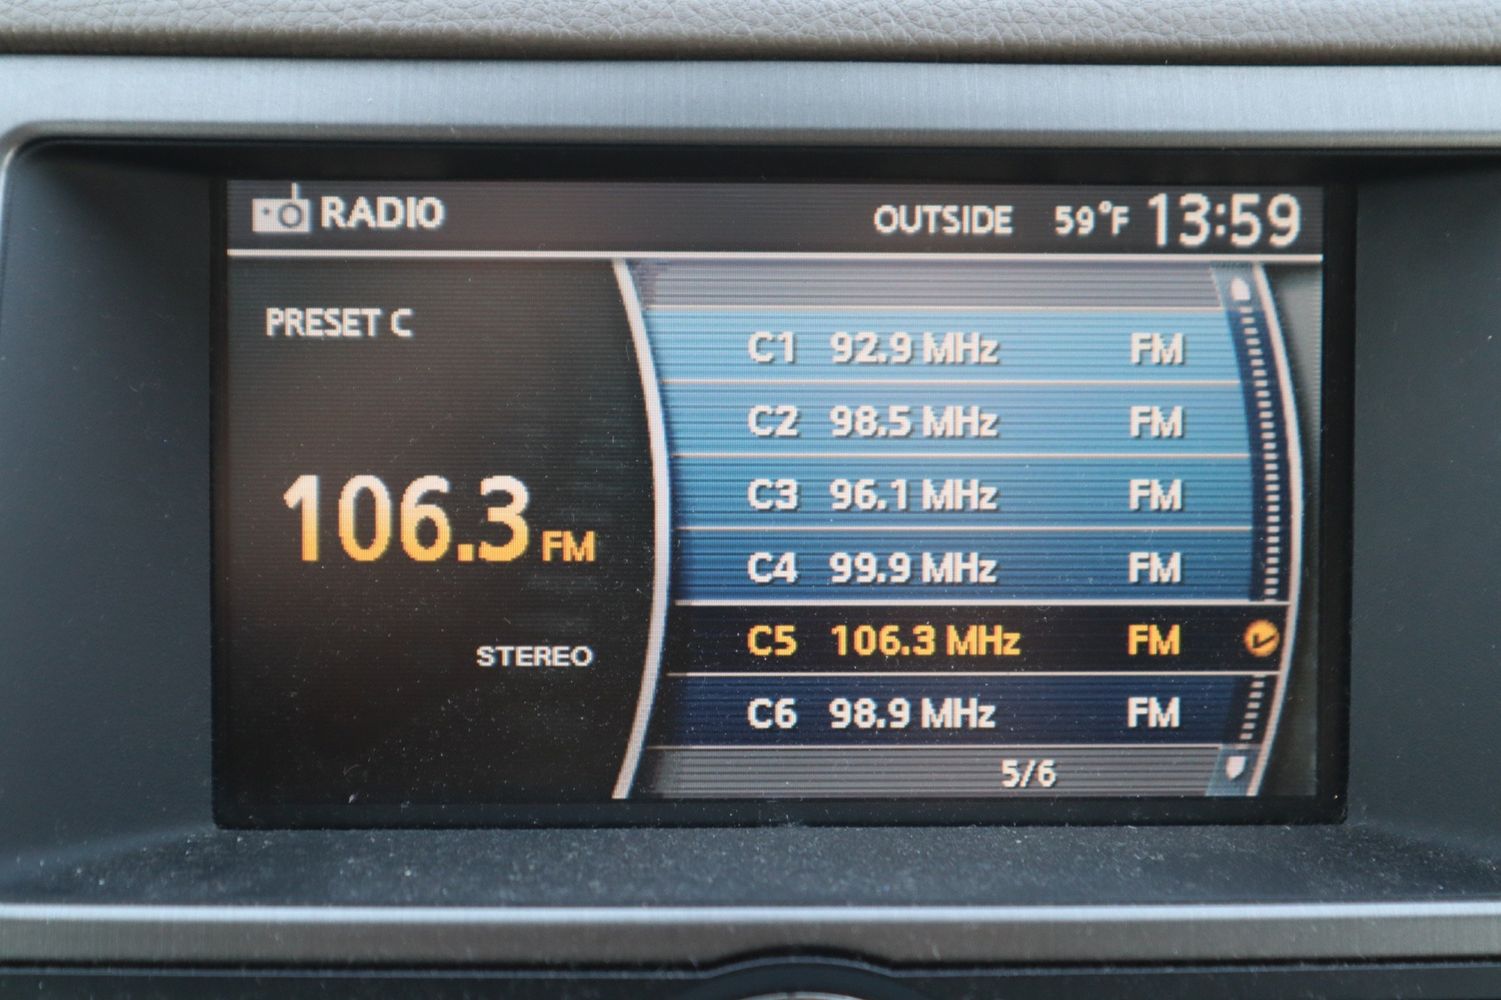 RADIO OUTSIDE 59°F 13:59
PRESET C
106.3 FM
STEREO
C1 92.9 MHz FM
C2 98.5 MHz FM
C3 96.1 MHz FM
C4 99.9 MHz FM
C5 106.3 MHz FM
C6 98.9 MHz FM
5/6